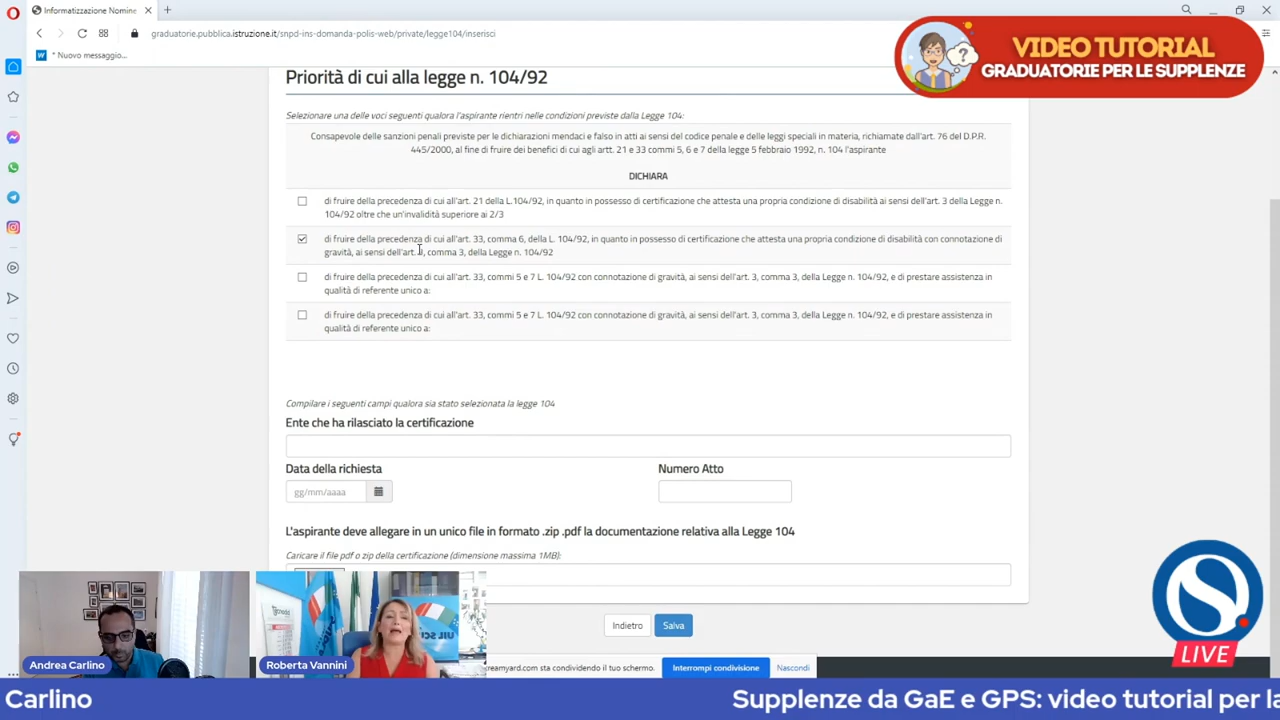 Informatizzazione Nomine
graduatorie.pubblica.istruzione.it/snpd-ins-domanda-polis-web/private/legge104/inserisci
* Nuovo messaggio...
VIDEO TUTORIAL
GRADUATORIE PER LE SUPPLENZE
Priorità di cui alla legge n. 104/92
Selezionare una delle voci seguenti qualora l'aspirante rientri nelle condizioni previste dalla Legge 104:
Consapevole delle sanzioni penali previste per le dichiarazioni mendaci e falso in atti ai sensi del codice penale e delle leggi speciali in materia, richiamate dall'art. 76 del D.P.R.
445/2000, al fine di fruire dei benefici di cui agli artt. 21 e 33 commi 5, 6 e 7 della legge 5 febbraio 1992, n. 104 l'aspirante
DICHIARA
di fruire della precedenza di cui all'art. 21 della L.104/92, in quanto in possesso di certificazione che attesta una propria condizione di disabilità ai sensi dell'art. 3 della Legge n.
104/92 oltre che un'invalidità superiore ai 2/3
di fruire della precedenza di cui all'art. 33, comma 6, della L. 104/92, in quanto in possesso di certificazione che attesta una propria condizione di disabilità con connotazione di
gravità, ai sensi dell'art. 3, comma 3, della Legge n. 104/92
di fruire della precedenza di cui all'art. 33, commi 5 e 7 L. 104/92 con connotazione di gravità, ai sensi dell'art. 3, comma 3, della Legge n. 104/92, e di prestare assistenza in
qualità di referente unico a:
di fruire della precedenza di cui all'art. 33, commi 5 e 7 L. 104/92 con connotazione di gravità, ai sensi dell'art. 3, comma 3, della Legge n. 104/92, e di prestare assistenza in
qualità di referente unico a:
Compilare i seguenti campi qualora sia stato selezionata la legge 104
Ente che ha rilasciato la certificazione
Data della richiesta
Numero Atto
gg/mm/aaaa
L'aspirante deve allegare in un unico file in formato .zip .pdf la documentazione relativa alla Legge 104
Caricare il file pdf o zip della certificazione (dimensione massima 1MB):
Indietro
Salva
Andrea Carlino
Roberta Vannini
reamyard.com sta condividendo il tuo schermo.
Interrompi condivisione
Nascondi
S
LIVE
Carlino
Supplenze da GaE e GPS: video tutorial per la